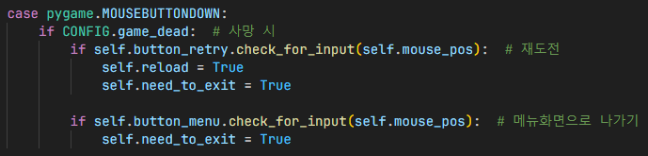 case pygame.MOUSEBUTTONDOWN:
if CONFIG.game_dead:  # 사망 시
if self.button_retry.check_for_input(self.mouse_pos):  # 재도전
self.reload = True
self.need_to_exit = True
if self.button_menu.check_for_input(self.mouse_pos):  # 메뉴화면으로 나가기
self.need_to_exit = True